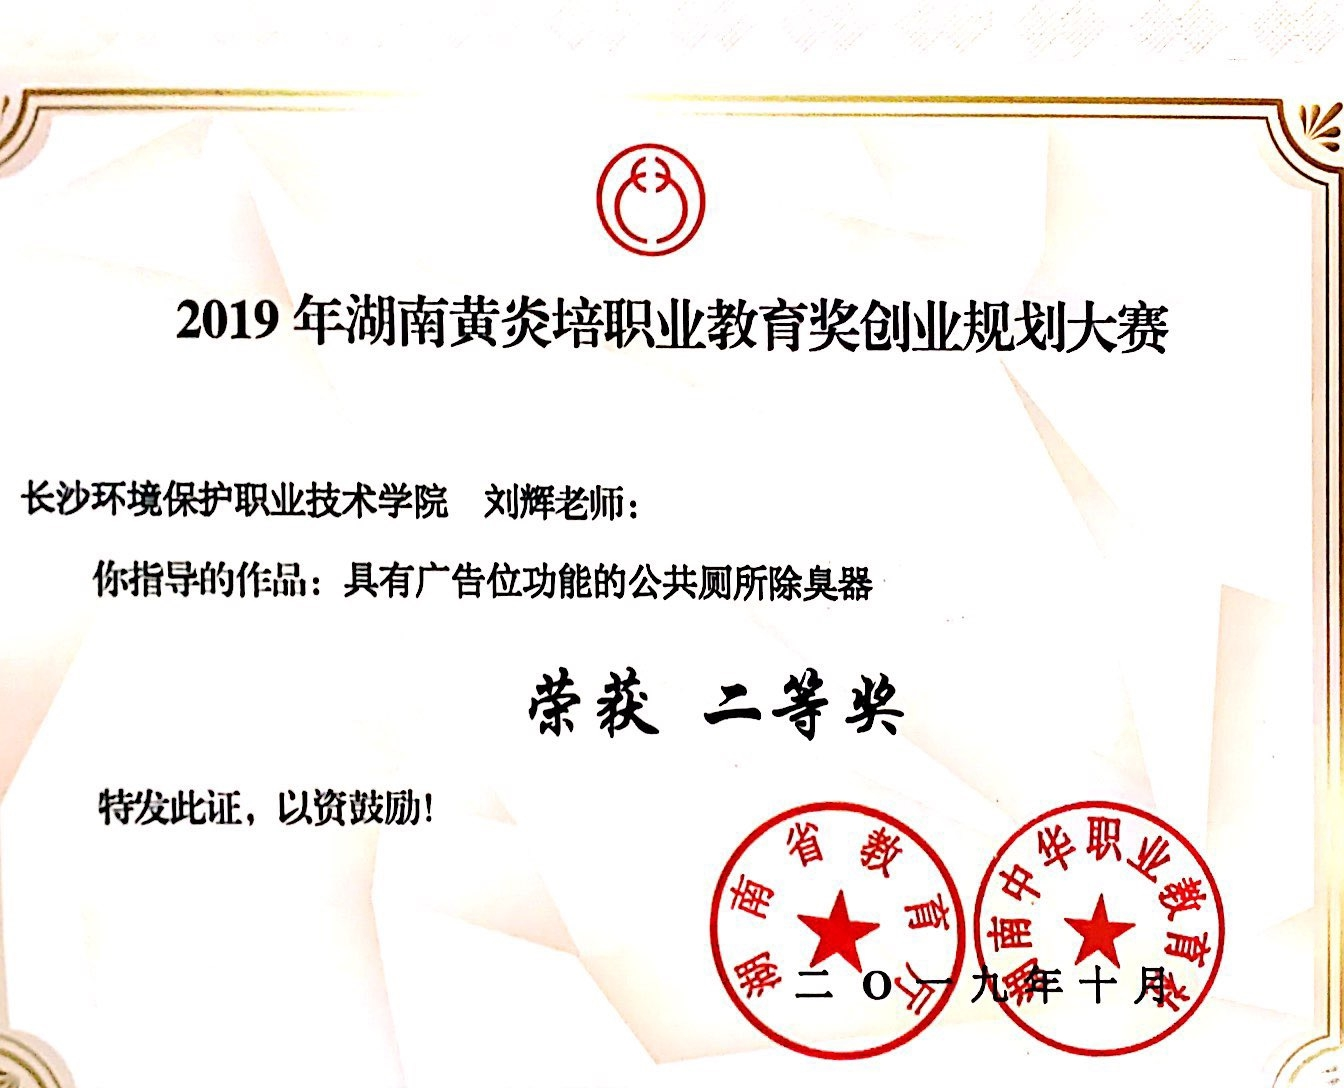 2019 年湖南黄炎培职业教育奖创业规划大赛
长沙环境保护职业技术学院 刘辉老师：
你指导的作品：具有广告位功能的公共厕所除臭器
荣获 二等奖
特发此证，以资鼓励！
湖南省教育厅
湖南中华职业教育社
二〇一九年十月